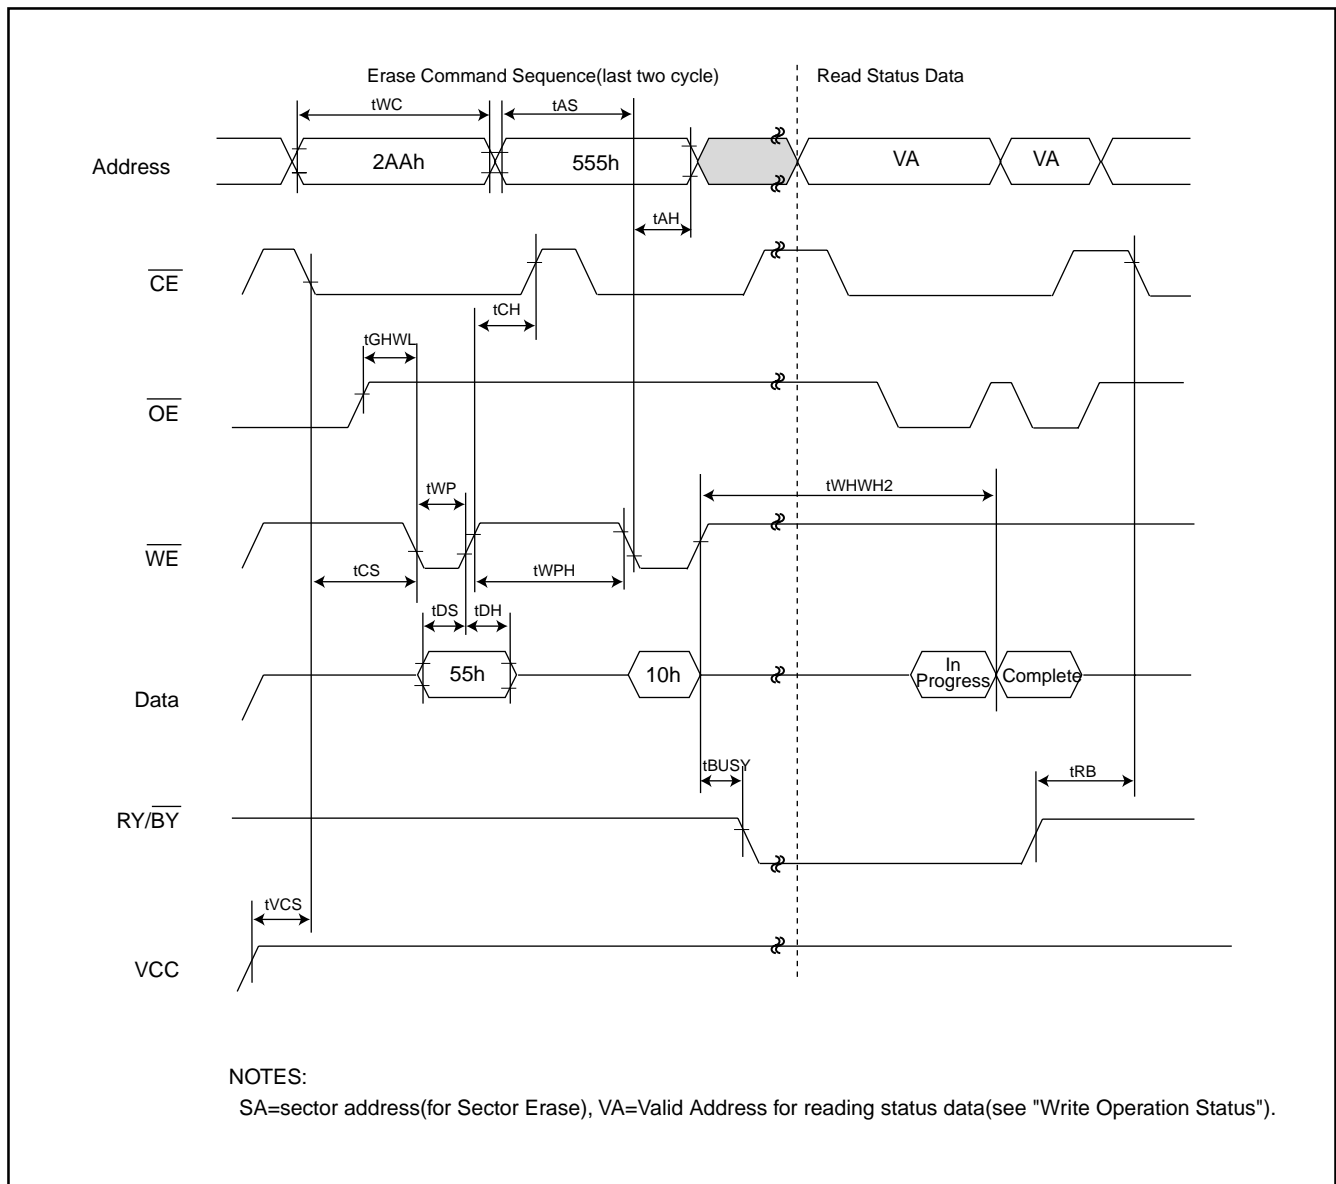 Erase Command Sequence(last two cycle)
Read Status Data
tWC
tAS
Address
2AAh
555h
VA
VA
tAH
CE
tCH
tGHWL
OE
tWP
tWHWH2
WE
tCS
tWPH
tDS
tDH
Data
55h
10h
In
Progress
Complete
tBUSY
tRB
RY/BY
tVCS
VCC
NOTES:
SA=sector address(for Sector Erase), VA=Valid Address for reading status data(see "Write Operation Status").